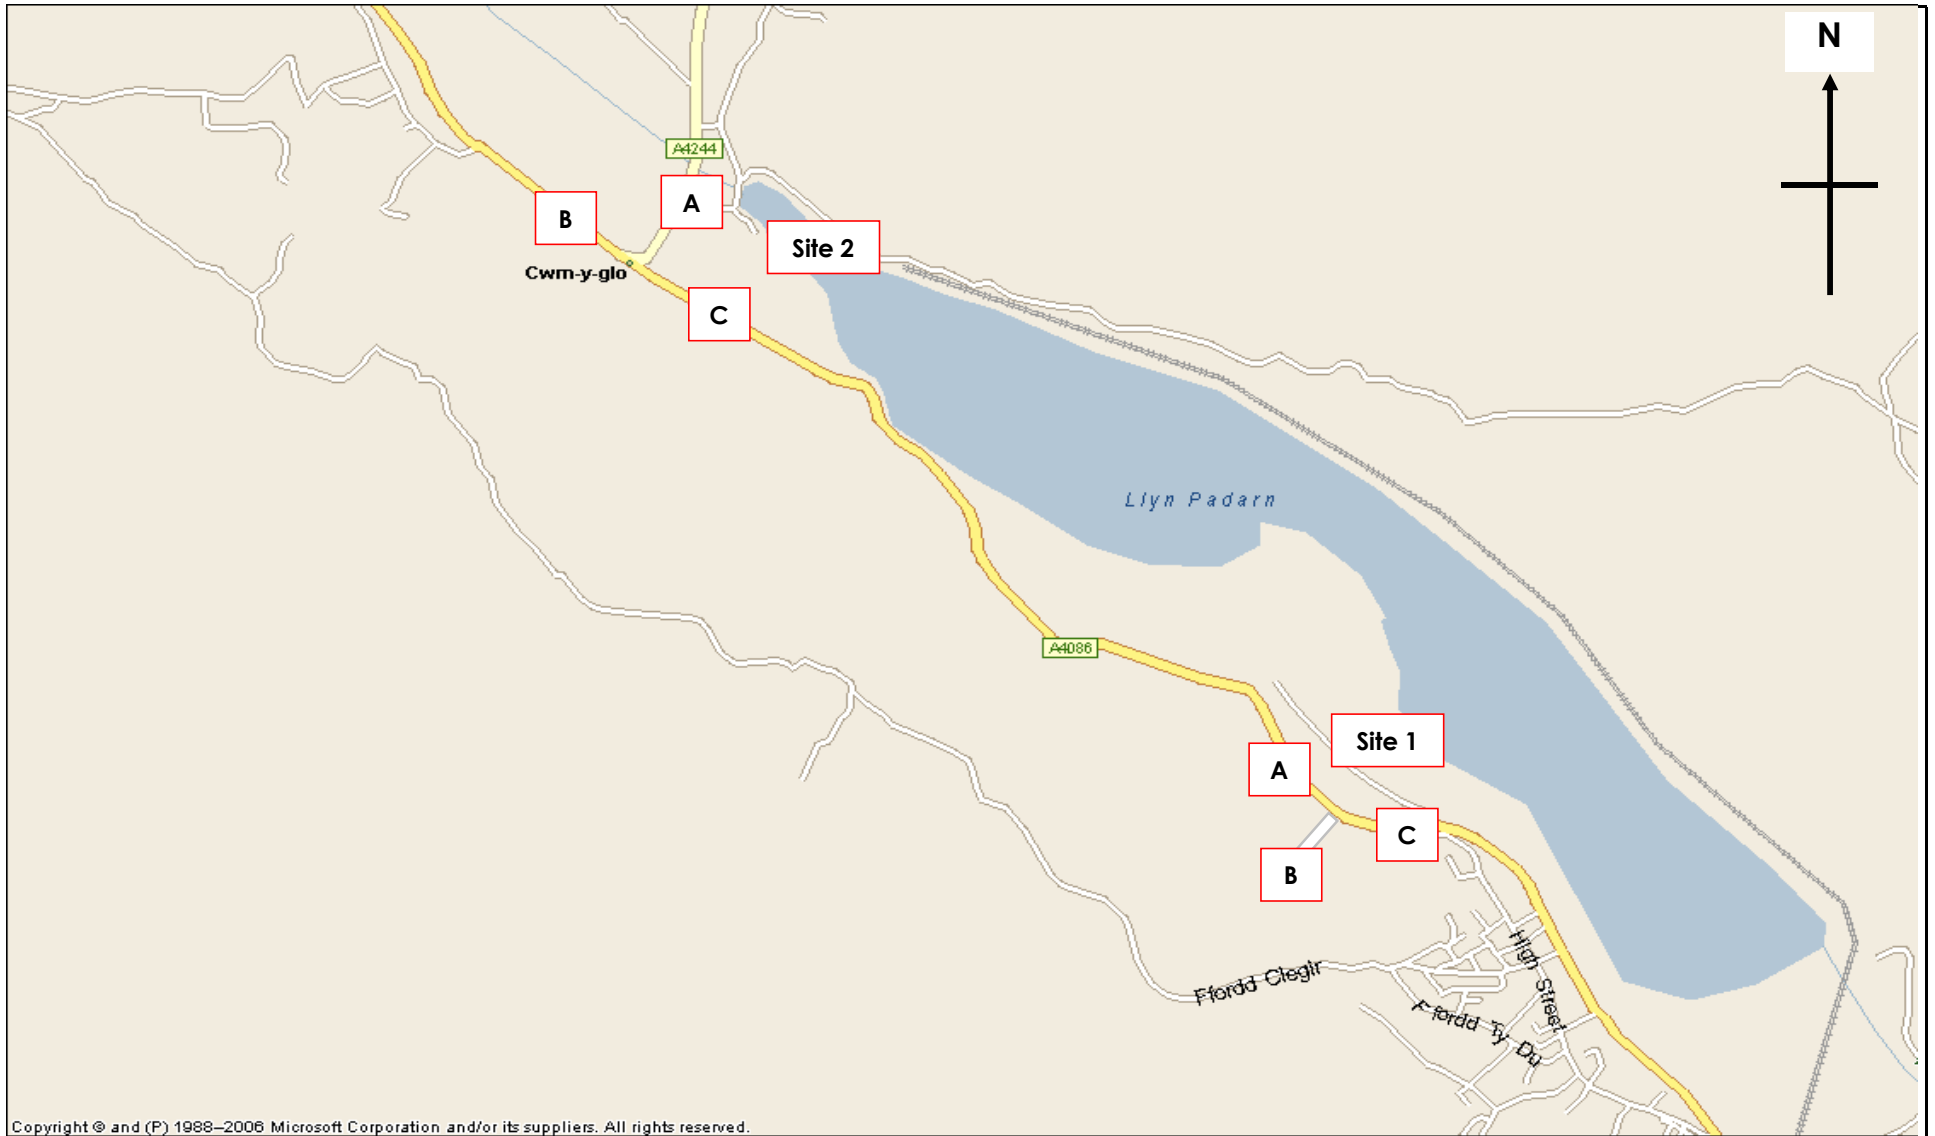 N
A4244
A
B
Site 2
Cwm-y-glo
C
Llyn Padarn
A4086
Site 1
A
C
B
High Street
Ffordd Clegir
Ffordd Ty Du
Copyright © and (P) 1988–2006 Microsoft Corporation and/or its suppliers. All rights reserved.